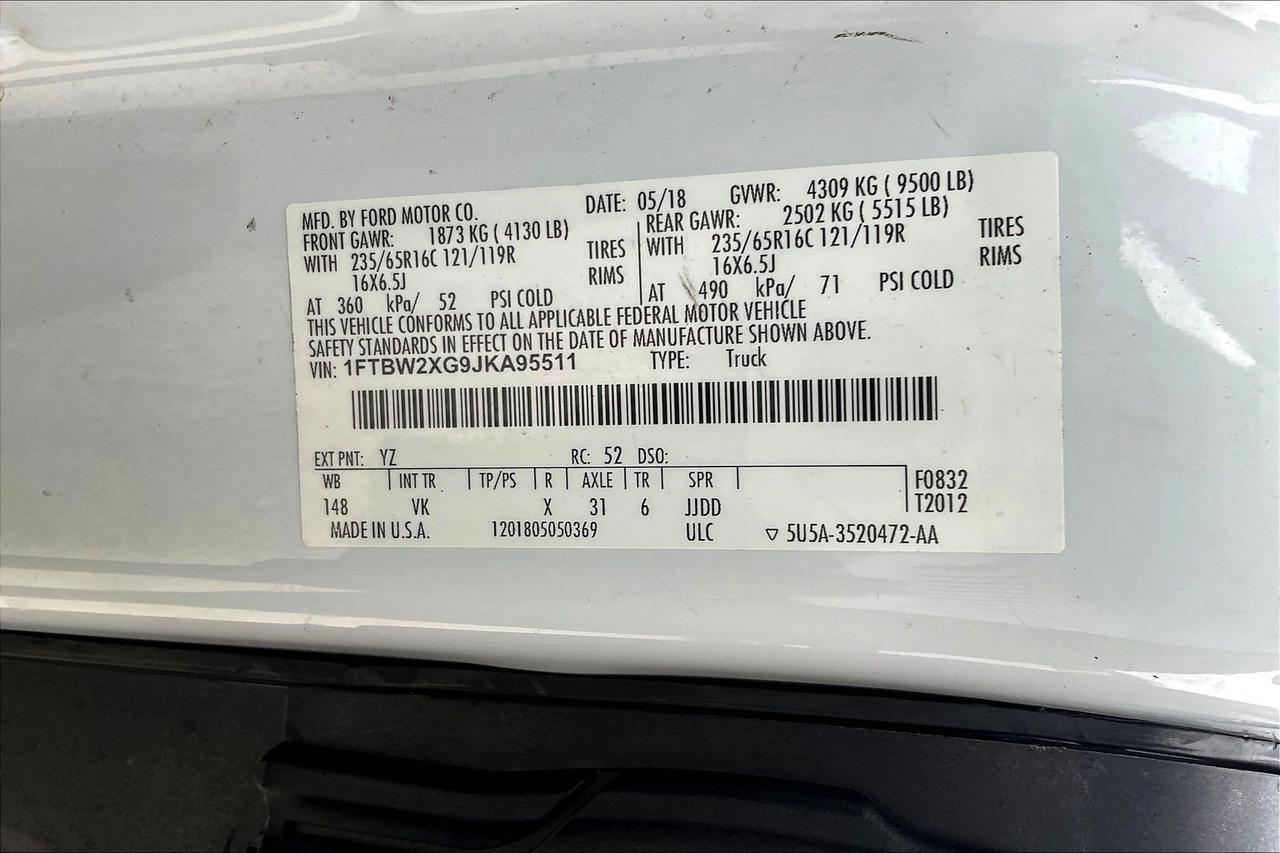 MFD. BY FORD MOTOR CO. DATE: 05/18 GVWR: 4309 KG ( 9500 LB)
FRONT GAWR: 1873 KG ( 4130 LB)
WITH 235/65R16C 121/119R TIRES
16X6.5J RIMS
AT 360 kPa/ 52 PSI COLD
REAR GAWR: 2502 KG ( 5515 LB)
WITH 235/65R16C 121/119R TIRES
16X6.5J RIMS
AT 490 kPa/ 71 PSI COLD
THIS VEHICLE CONFORMS TO ALL APPLICABLE FEDERAL MOTOR VEHICLE
SAFETY STANDARDS IN EFFECT ON THE DATE OF MANUFACTURE SHOWN ABOVE.
VIN: 1FTBW2XG9JKA95511 TYPE: Truck
EXT PNT: YZ RC: 52 DSO:
WB INT TR TP/PS R AXLE TR SPR F0832
148 VK X 31 6 JJDD T2012
MADE IN U.S.A. 1201805050369 ULC ▽ 5U5A-3520472-AA